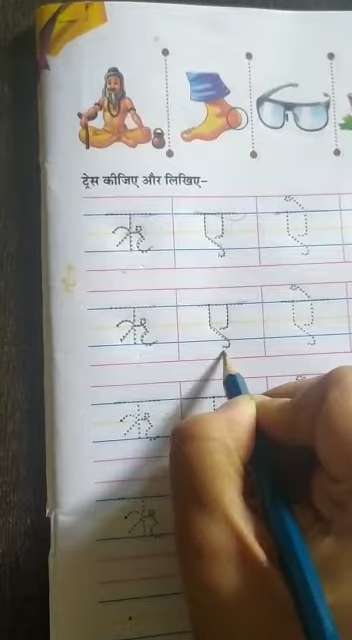 ट्रेस कीजिए और लिखिए–
ऋ ए ऐ
ऋ ए ऐ
ऋ
ऋ